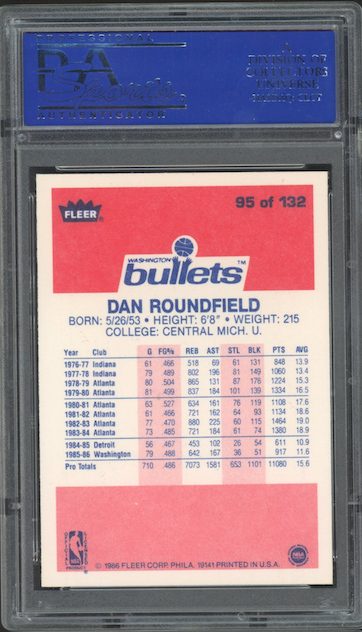 PROFESSIONAL
PSA
AUTHENTICATOR
A
DIVISION OF
COLLECTORS
UNIVERSE
FLEER
95 of 132
WASHINGTON
bullets™
DAN ROUNDFIELD
BORN: 5/26/53 • HEIGHT: 6'8" • WEIGHT: 215
COLLEGE: CENTRAL MICH. U.
Year Club G FG% REB AST STL BLK PTS AVG
1976-77 Indiana 61 .466 518 69 61 131 848 13.9
1977-78 Indiana 79 .489 802 196 81 149 1060 13.4
1978-79 Atlanta 80 .504 865 131 87 176 1224 15.3
1979-80 Atlanta 81 .499 837 184 101 139 1334 16.5
1980-81 Atlanta 63 .527 634 161 76 119 1108 17.6
1981-82 Atlanta 61 .466 721 162 64 93 1134 18.6
1982-83 Atlanta 77 .470 880 225 60 115 1464 19.0
1983-84 Atlanta 73 .485 721 184 61 74 1380 18.9
1984-85 Detroit 56 .467 453 102 26 54 611 10.9
1985-86 Washington 79 .488 642 167 36 51 917 11.6
Pro Totals 710 .486 7073 1581 653 1101 11080 15.6
NBA
© 1986 FLEER CORP. PHILA. 19141 PRINTED IN U.S.A.